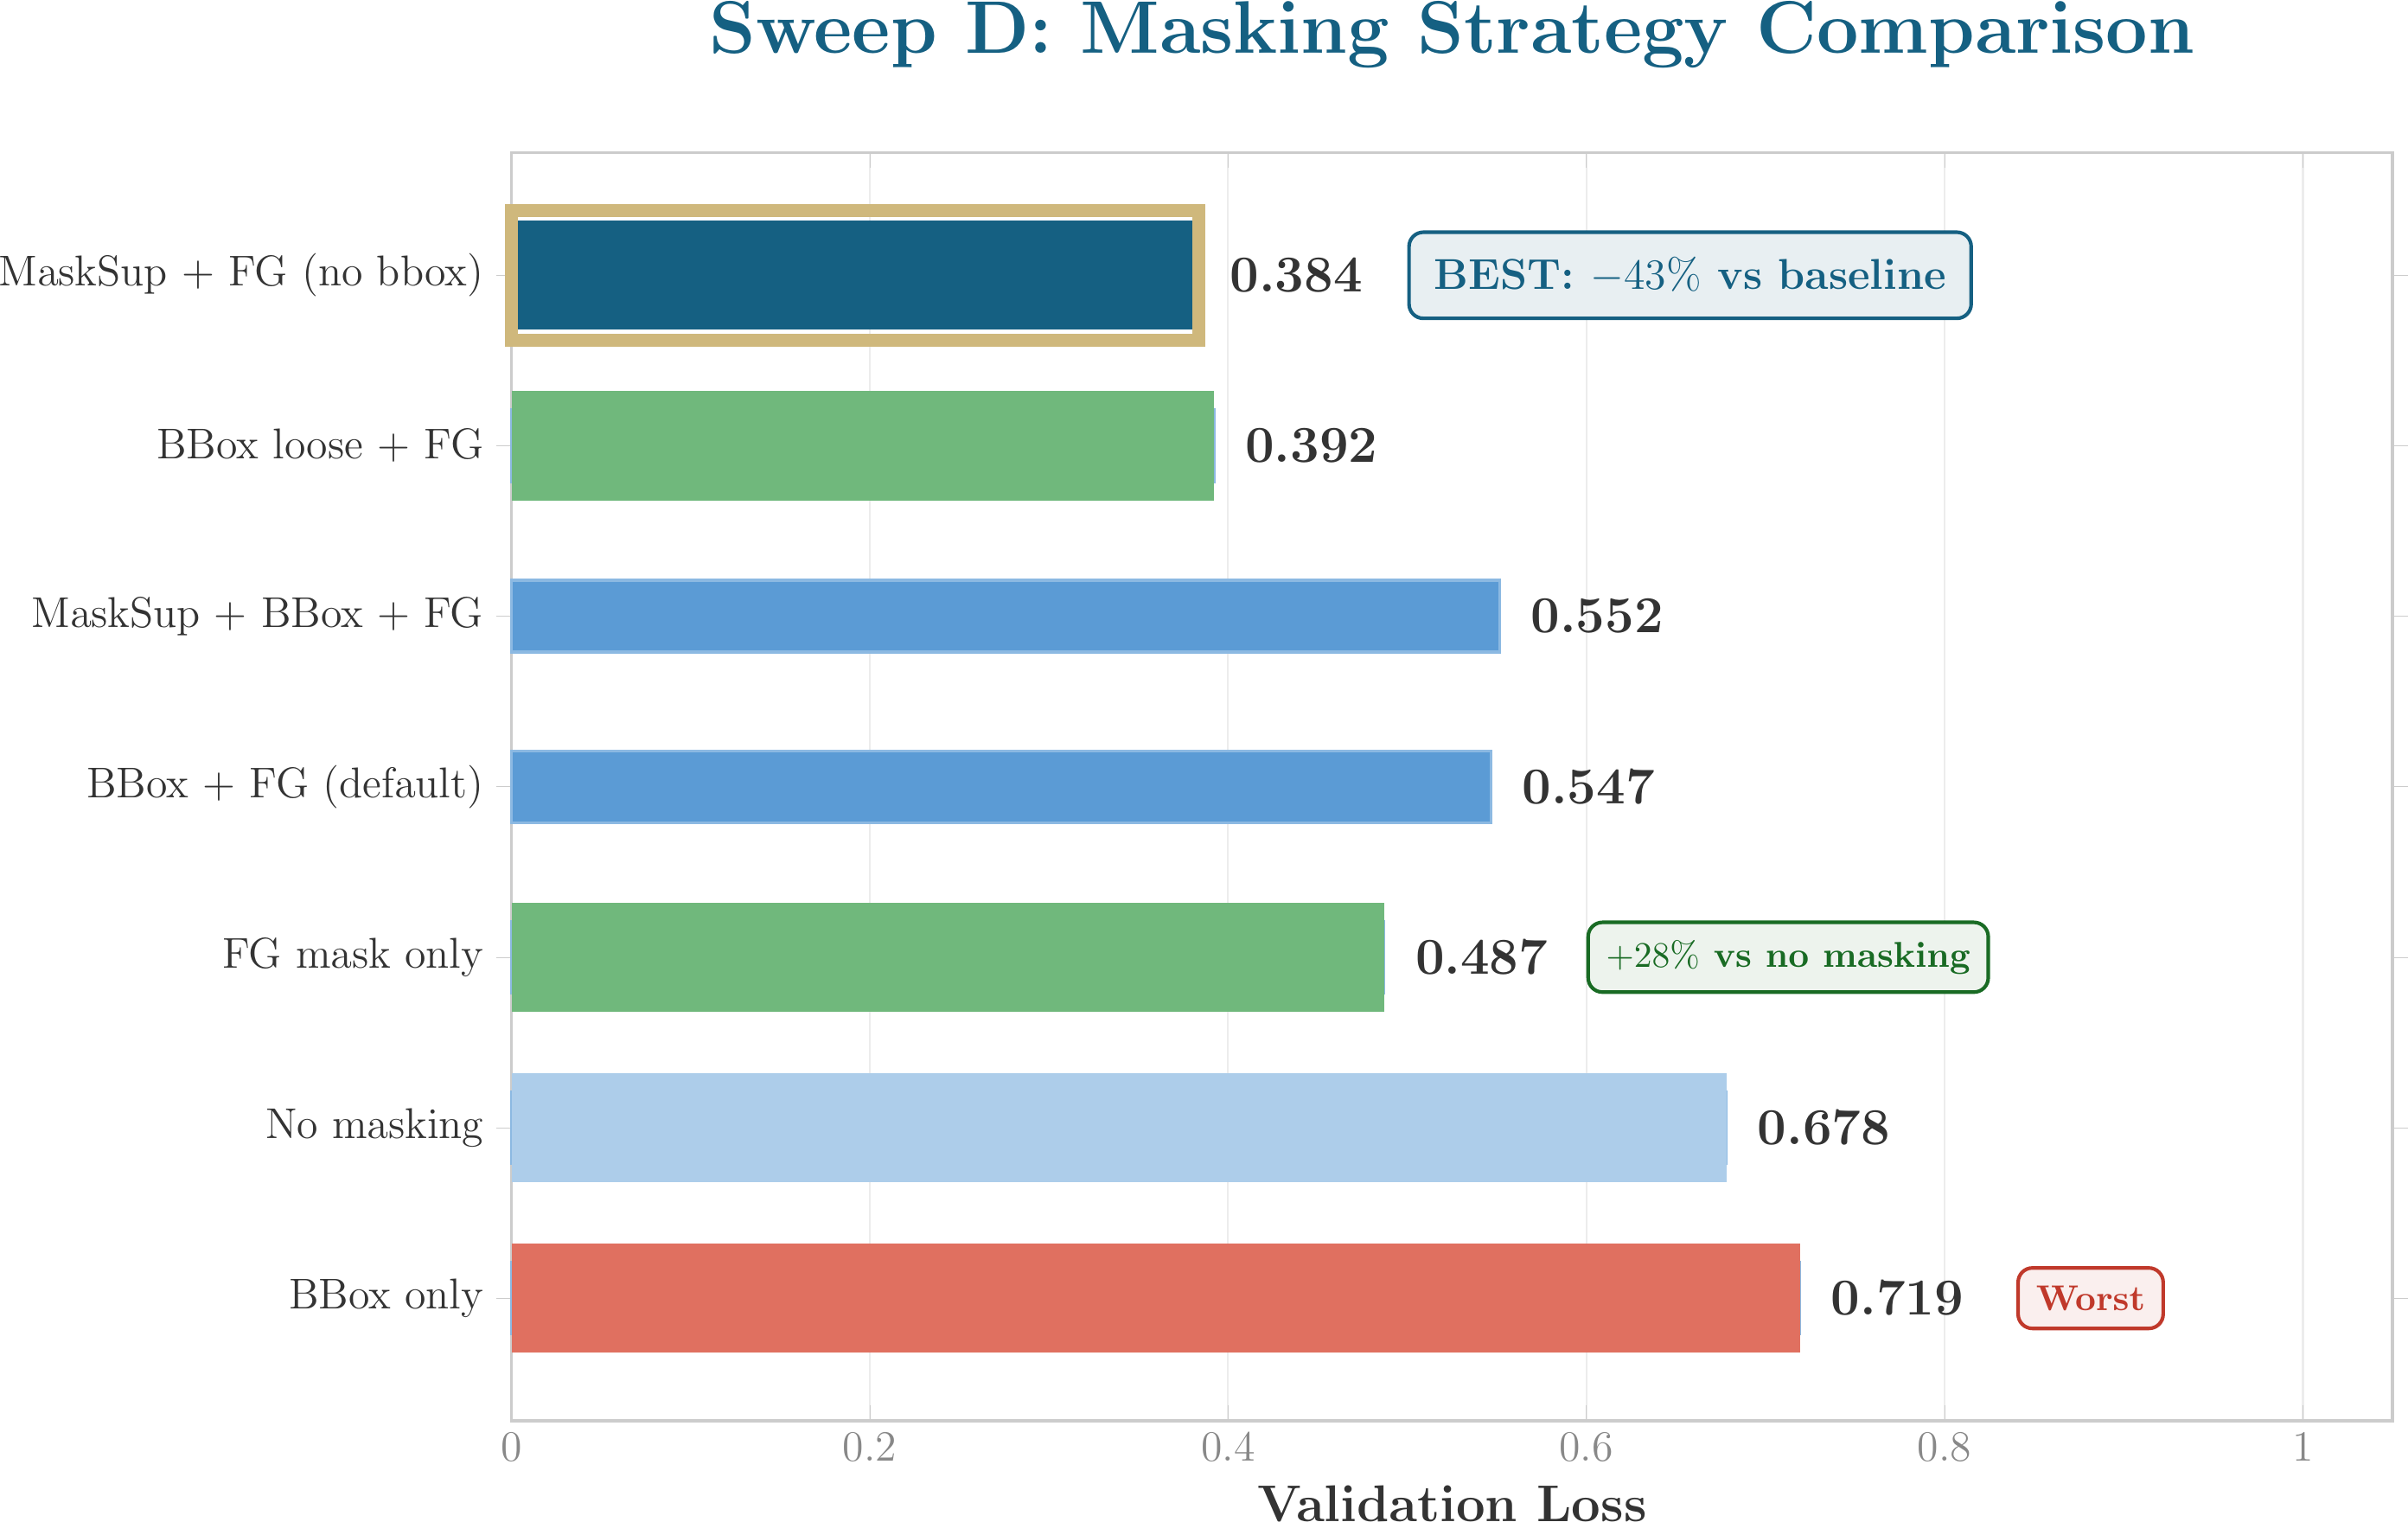 Sweep D: Masking Strategy Comparison
MaskSup + FG (no bbox)
0.384
BEST: −43% vs baseline
BBox loose + FG
0.392
MaskSup + BBox + FG
0.552
BBox + FG (default)
0.547
FG mask only
0.487
+28% vs no masking
No masking
0.678
BBox only
0.719
Worst
0 0.2 0.4 0.6 0.8 1
Validation Loss